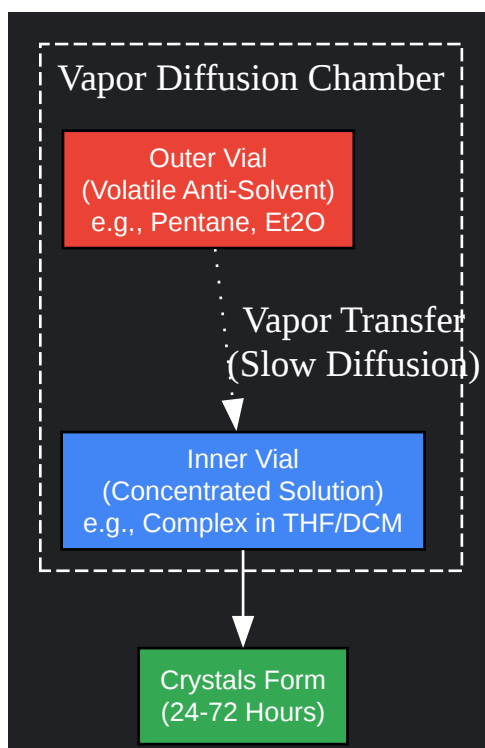 Vapor Diffusion Chamber
Outer Vial
(Volatile Anti-Solvent)
e.g., Pentane, Et2O
Vapor Transfer
(Slow Diffusion)
Inner Vial
(Concentrated Solution)
e.g., Complex in THF/DCM
Crystals Form
(24-72 Hours)